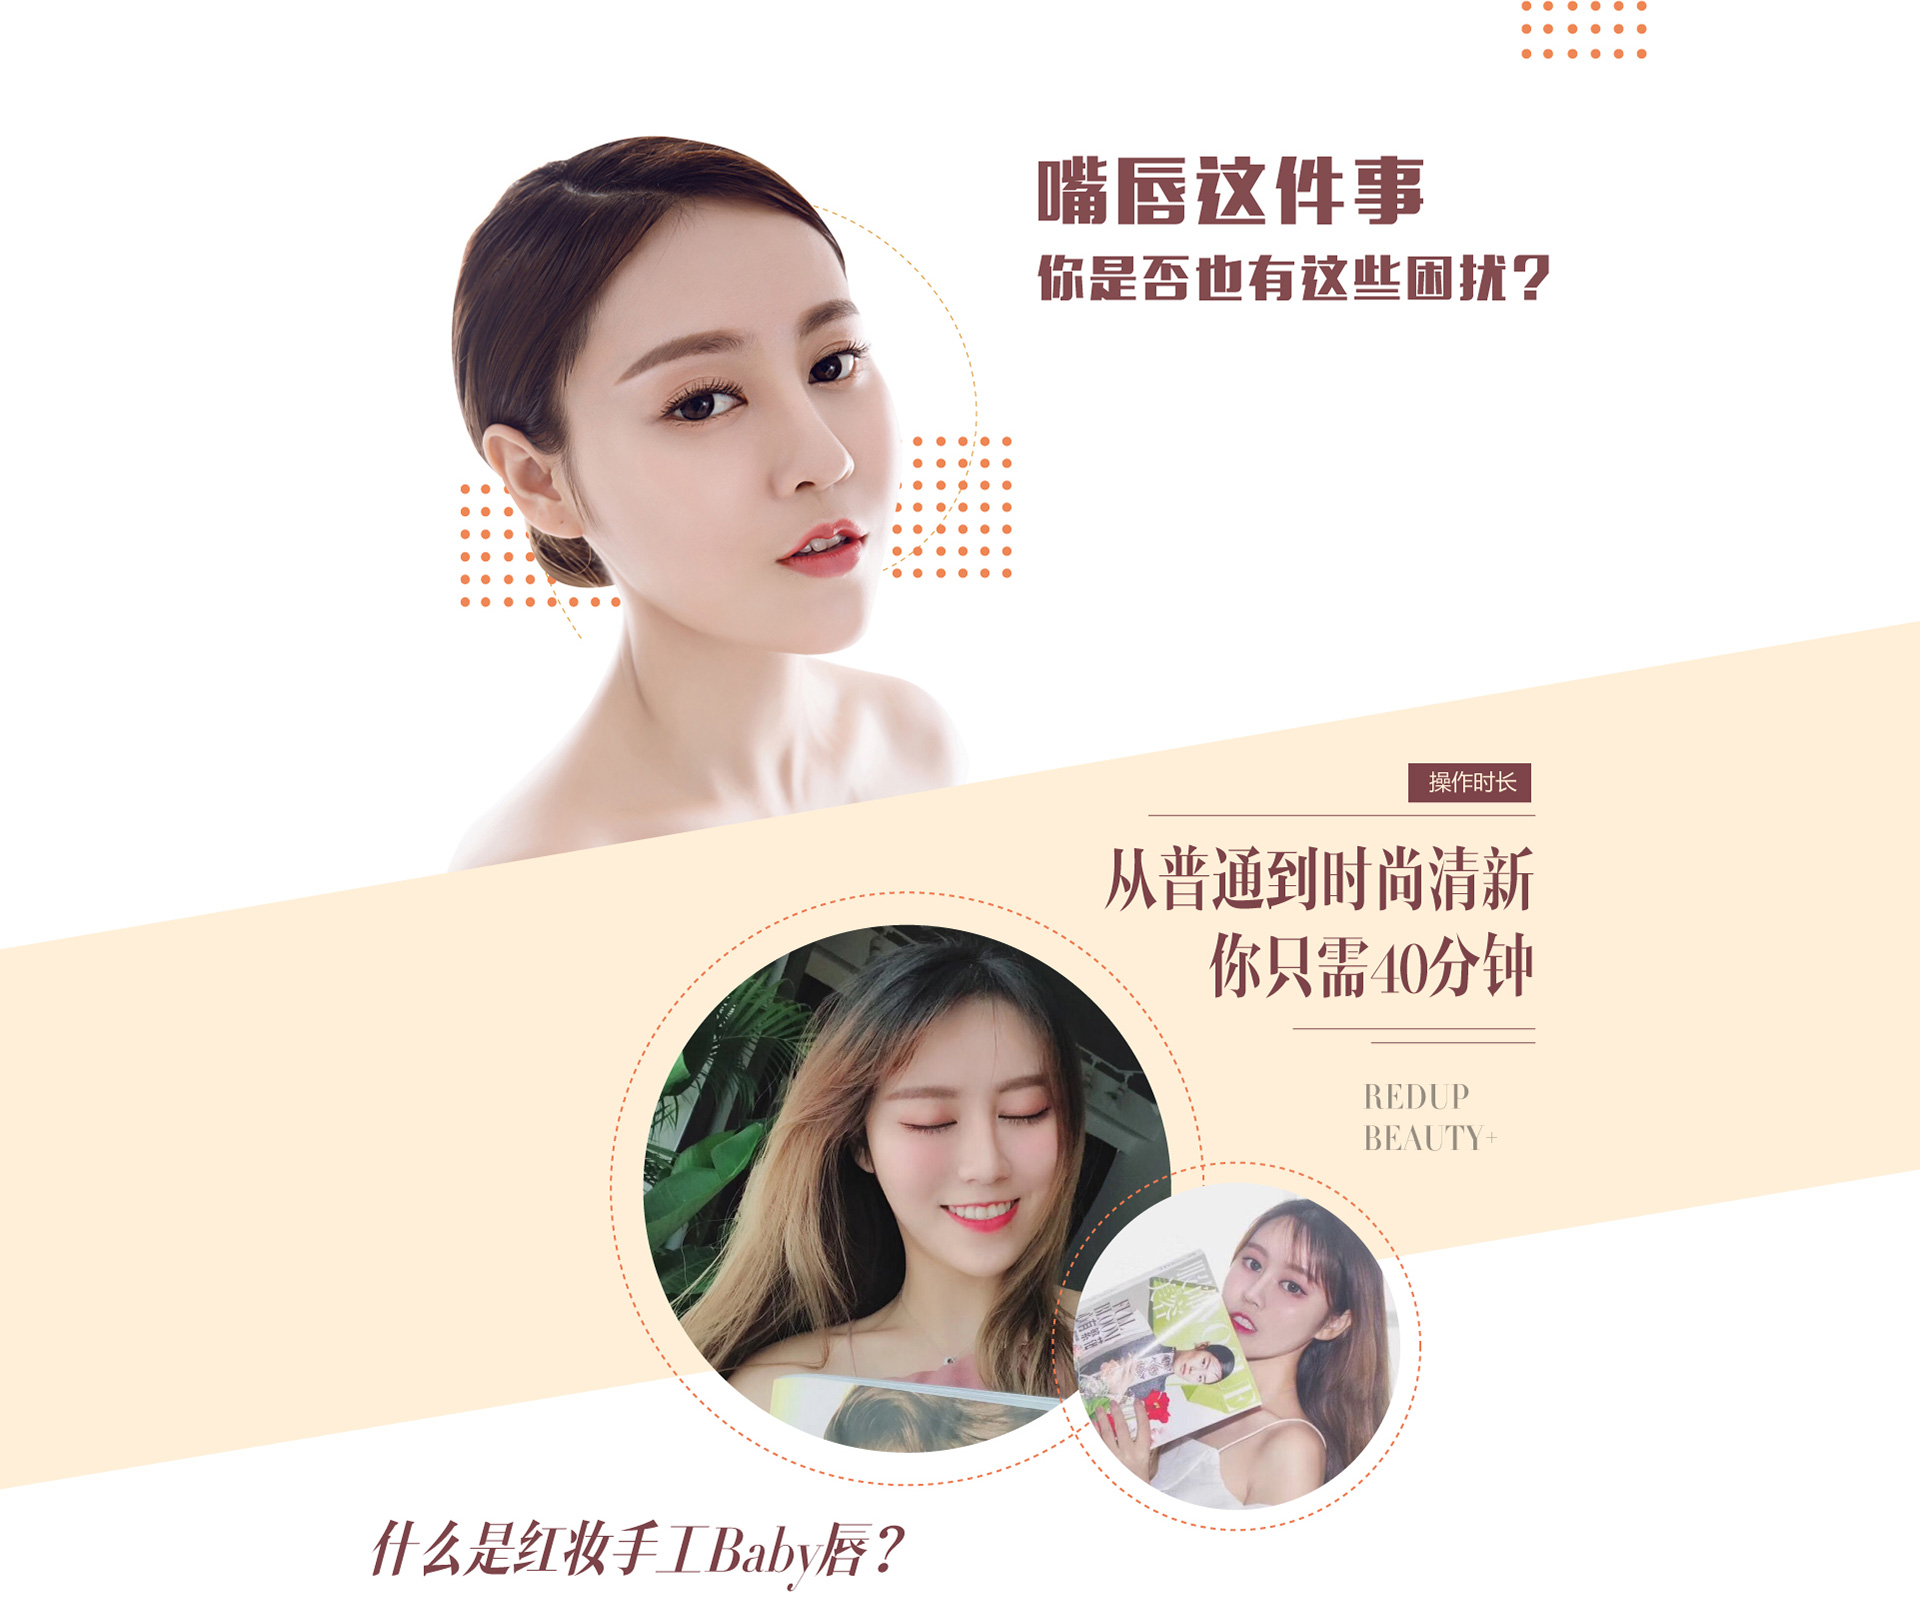 嘴唇这件事
你是否也有这些困扰?
操作时长
从普通到时尚清新
你只需40分钟
REDUP
BEAUTY+
FULL
BLOOM
什么是红妆手工Baby唇?